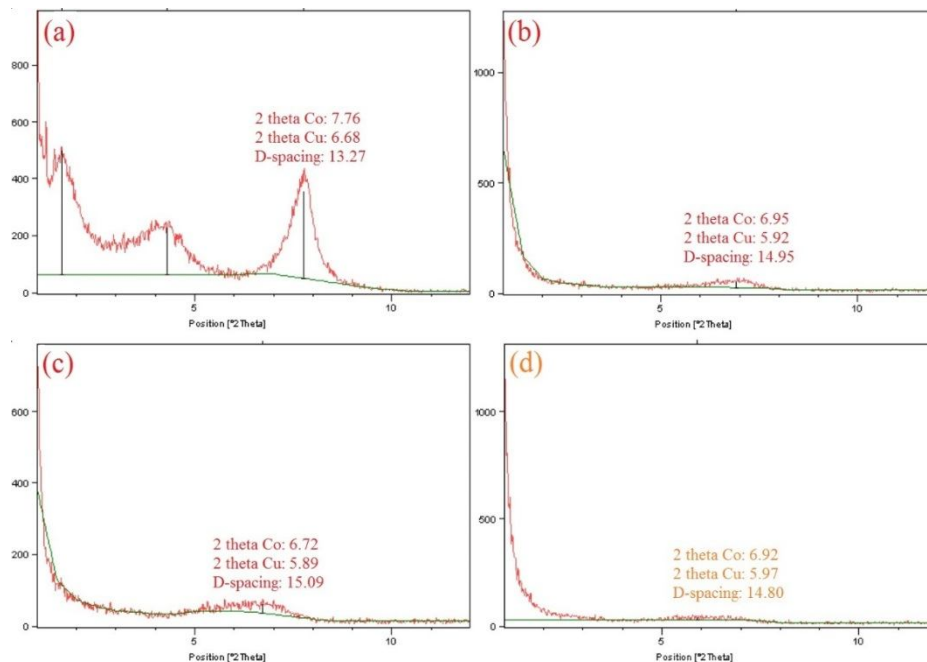 (a)
800
600
400
200
0
2 theta Co: 7.76
2 theta Cu: 6.68
D-spacing: 13.27
5
10
Position [*2Theta]
(b)
1000
500
0
2 theta Co: 6.95
2 theta Cu: 5.92
D-spacing: 14.95
5
10
Position [*2Theta]
(c)
600
400
200
0
2 theta Co: 6.72
2 theta Cu: 5.89
D-spacing: 15.09
5
10
Position [*2Theta]
(d)
1000
500
0
2 theta Co: 6.92
2 theta Cu: 5.97
D-spacing: 14.80
5
10
Position [*2Theta]